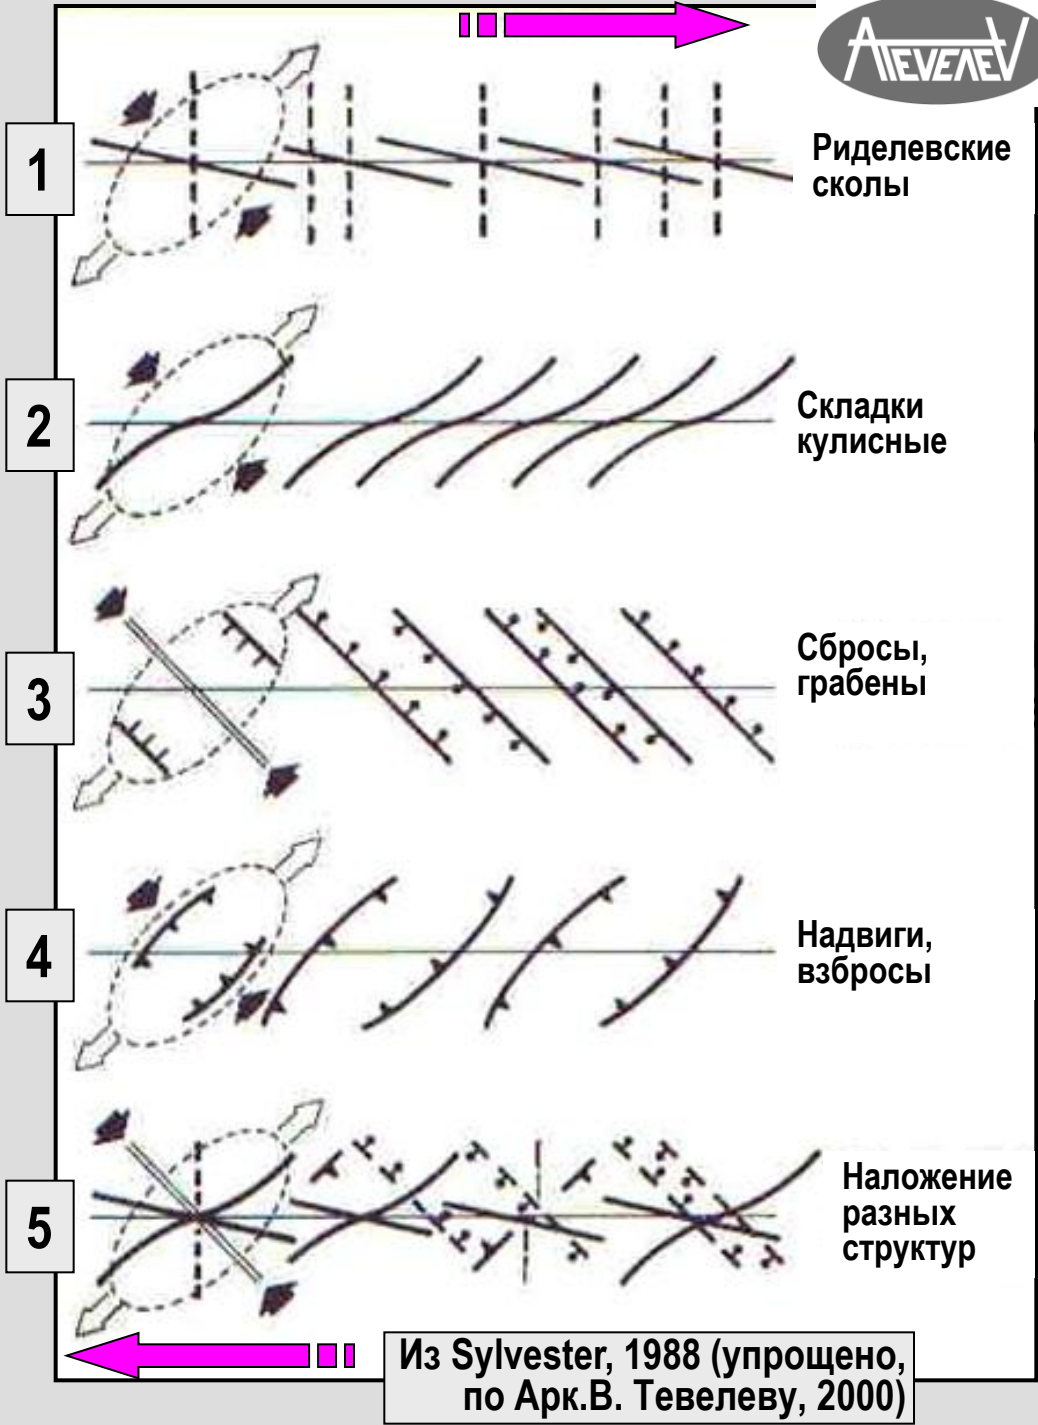 АТЕVЕЛЕV
1
Риделевские
сколы
2
Складки
кулисные
3
Сбросы,
грабены
4
Надвиги,
взбросы
5
Наложение
разных
структур
Из Sylvester, 1988 (упрощено,
по Арк.В. Тевелеву, 2000)